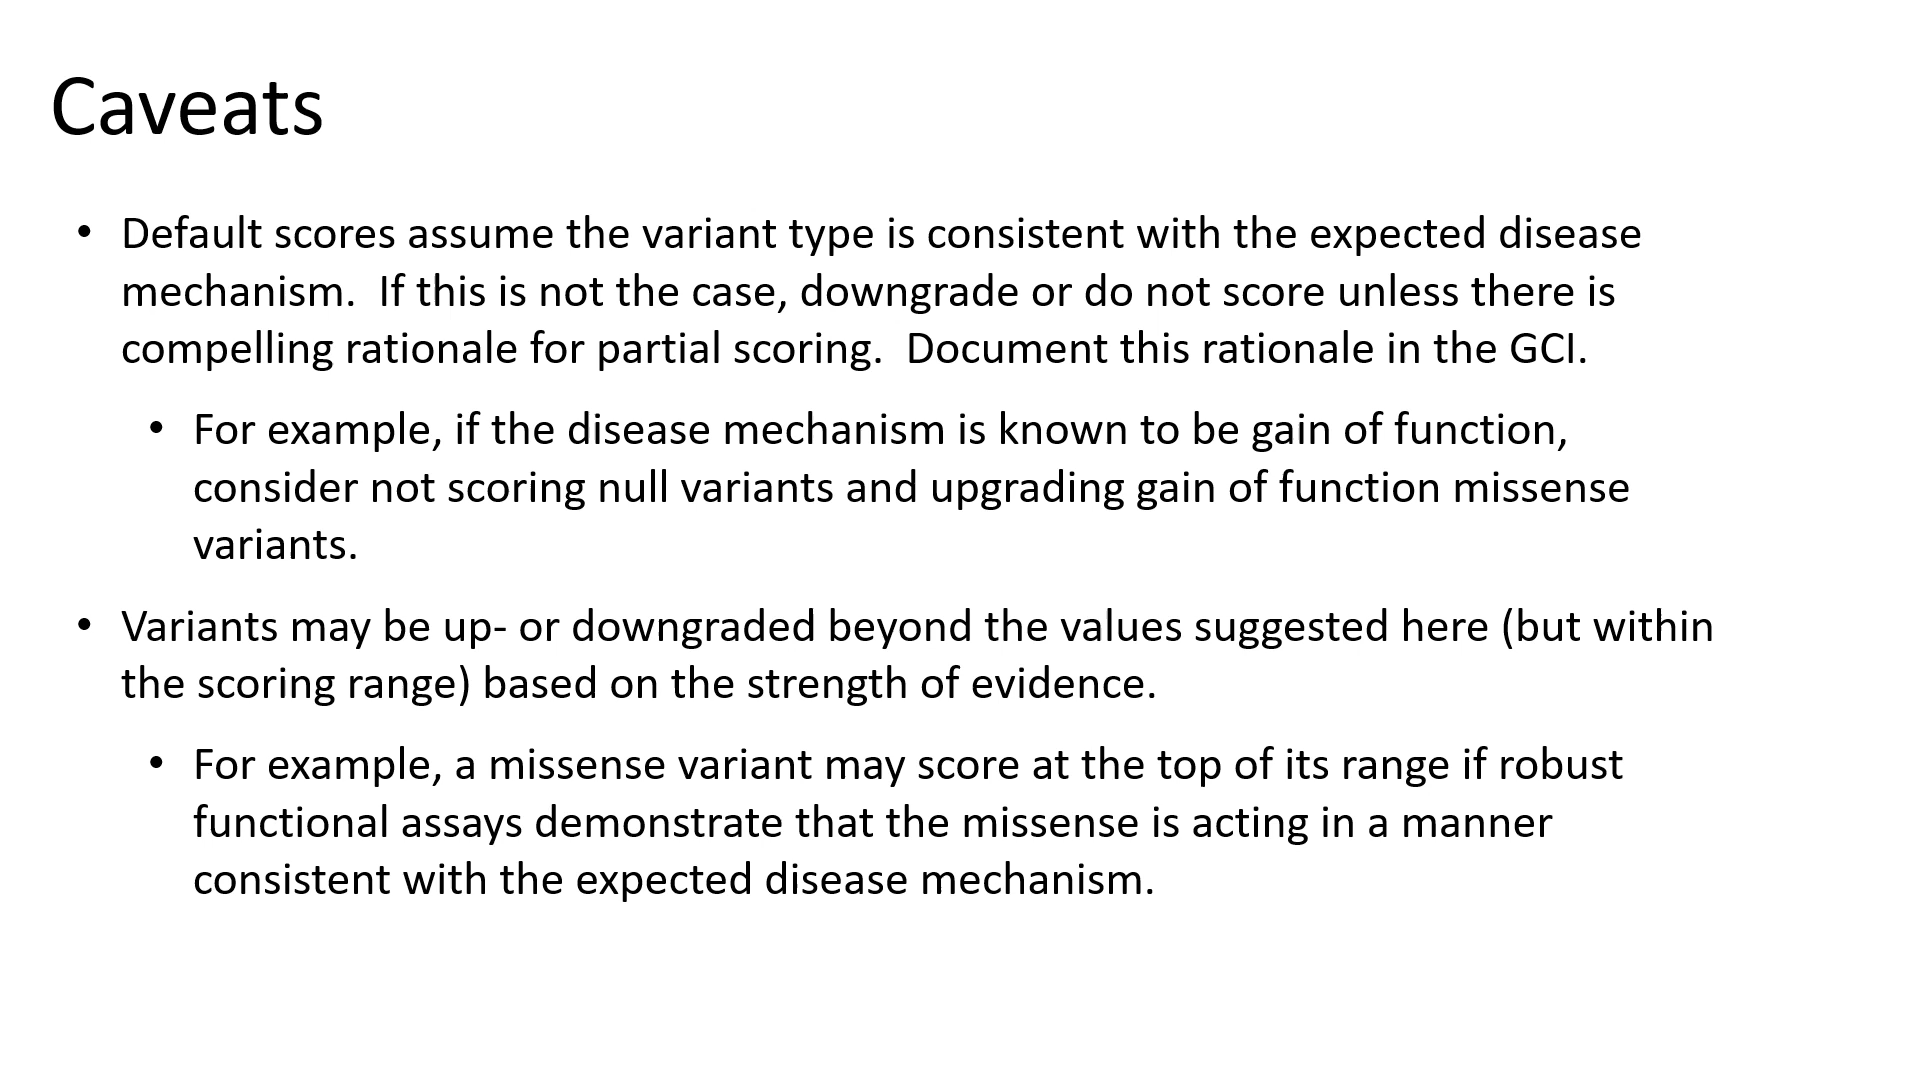 Caveats
• Default scores assume the variant type is consistent with the expected disease
mechanism.  If this is not the case, downgrade or do not score unless there is
compelling rationale for partial scoring.  Document this rationale in the GCI.
• For example, if the disease mechanism is known to be gain of function,
consider not scoring null variants and upgrading gain of function missense
variants.
• Variants may be up- or downgraded beyond the values suggested here (but within
the scoring range) based on the strength of evidence.
• For example, a missense variant may score at the top of its range if robust
functional assays demonstrate that the missense is acting in a manner
consistent with the expected disease mechanism.